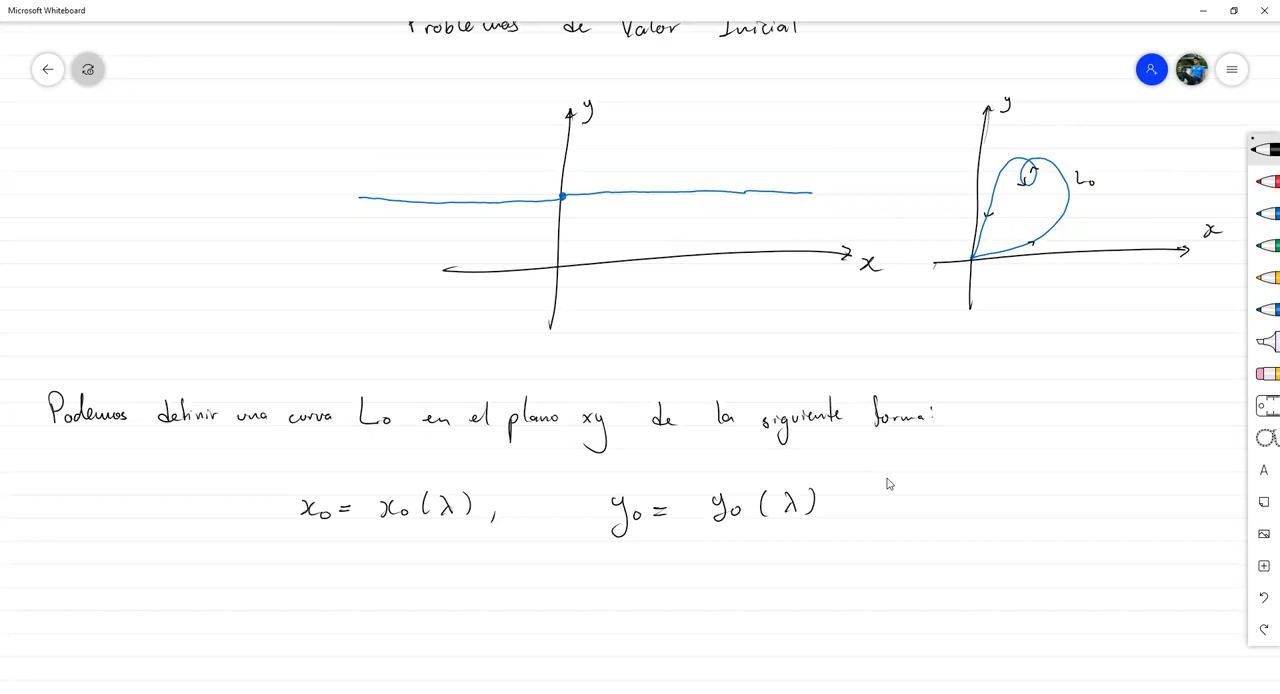 Microsoft Whiteboard
Problemas de Valor Inicial
y
x
y
L₀
x
Podemos definir una curva L₀ en el plano xy de la siguiente forma:
x₀ = x₀(λ), y₀ = y₀(λ)
A